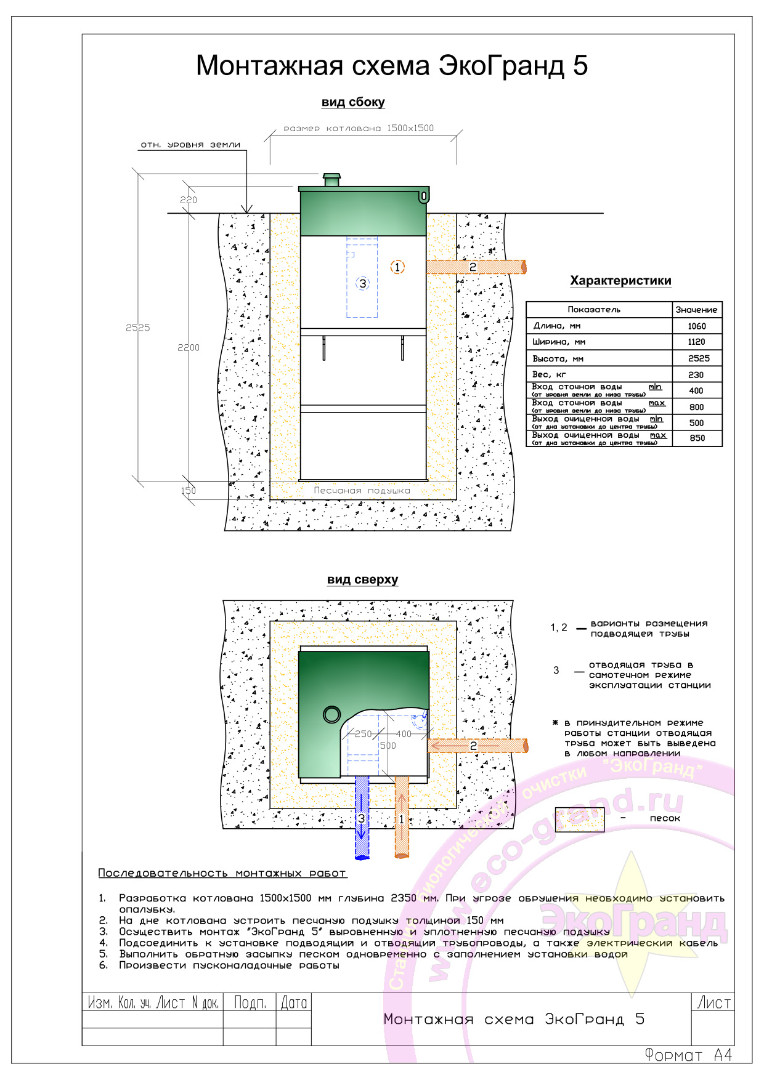 Монтажная схема ЭкоГранд 5
вид сбоку
размер котлована 1500х1500
отн. уровня земли
220
2525
2200
150
1
2
3
Песчаная подушка
Характеристики
Показатель Значение
Длина, мм 1060
Ширина, мм 1120
Высота, мм 2525
Вес, кг 230
Вход сточной воды min
(от уровня земли до низа трубы) 400
Вход сточной воды max
(от уровня земли до низа трубы) 800
Выход очищенной воды min
(от дна установки до центра трубы) 500
Выход очищенной воды max
(от дна установки до центра трубы) 850
вид сверху
250
400
500
2
3
1
1, 2 — варианты размещения
подводящей трубы
3 — отводящая труба в
самотечном режиме
эксплуатации станции
* в принудительном режиме
работы станции отводящая
труба может быть выведена
в любом направлении
- песок
биологической очистки "ЭкоГранд"
www.eco-grand.ru
ЭкоГранд
Последовательность монтажных работ
1. Разработка котлована 1500х1500 мм глубина 2350 мм. При угрозе обрушения необходимо установить
опалубку.
2. На дне котлована устроить песчаную подушку толщиной 150 мм
3. Осуществить монтаж "ЭкоГранд 5" выровненную и уплотненную песчаную подушку
4. Подсоединить к установке подводящий и отводящий трубопроводы, а также электрический кабель
5. Выполнить обратную засыпку песком одновременно с заполнением установки водой
6. Произвести пусконаладочные работы
Изм. Кол. уч. Лист N док. Подп. Дата
Монтажная схема ЭкоГранд 5
Лист
Формат А4